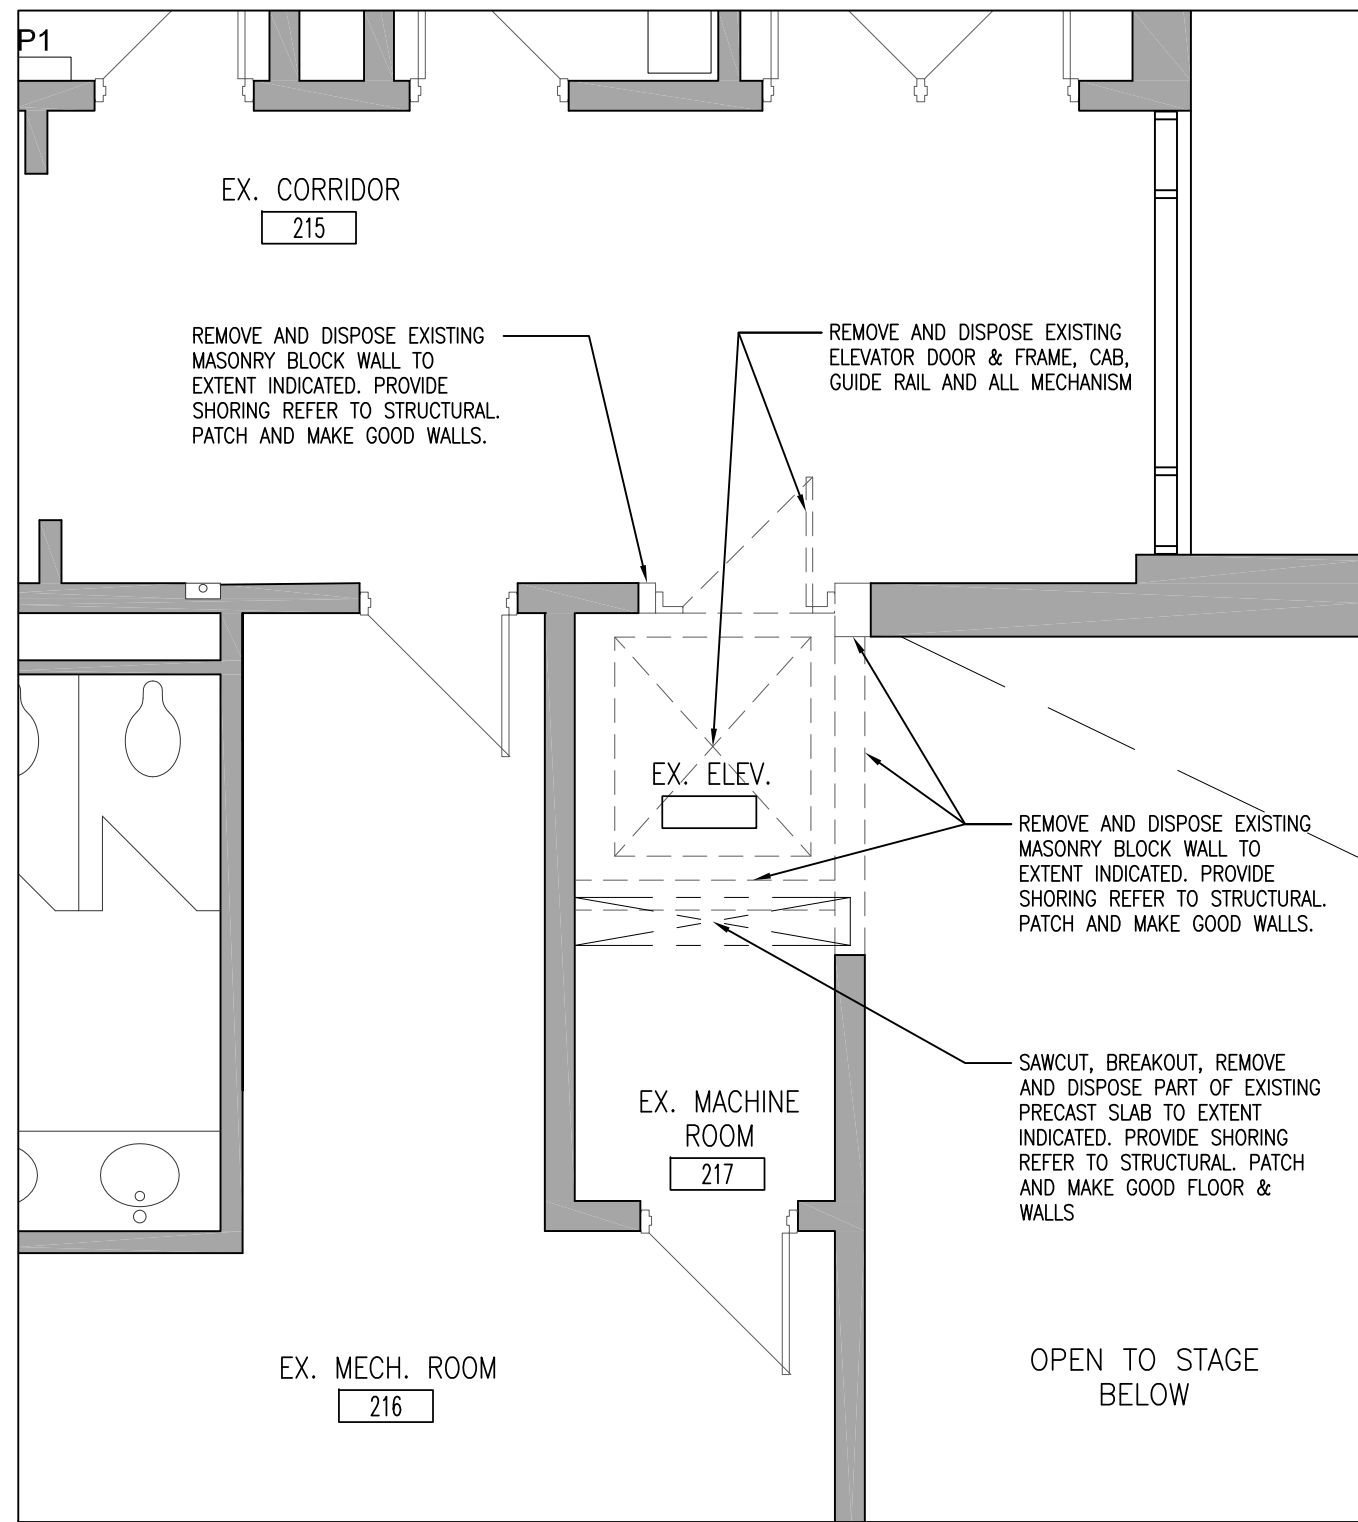 P1
EX. CORRIDOR
215
REMOVE AND DISPOSE EXISTING
MASONRY BLOCK WALL TO
EXTENT INDICATED. PROVIDE
SHORING REFER TO STRUCTURAL.
PATCH AND MAKE GOOD WALLS.
REMOVE AND DISPOSE EXISTING
ELEVATOR DOOR & FRAME, CAB,
GUIDE RAIL AND ALL MECHANISM
EX. ELEV.
REMOVE AND DISPOSE EXISTING
MASONRY BLOCK WALL TO
EXTENT INDICATED. PROVIDE
SHORING REFER TO STRUCTURAL.
PATCH AND MAKE GOOD WALLS.
SAWCUT, BREAKOUT, REMOVE
AND DISPOSE PART OF EXISTING
PRECAST SLAB TO EXTENT
INDICATED. PROVIDE SHORING
REFER TO STRUCTURAL. PATCH
AND MAKE GOOD FLOOR &
WALLS
EX. MACHINE
ROOM
217
EX. MECH. ROOM
216
OPEN TO STAGE
BELOW